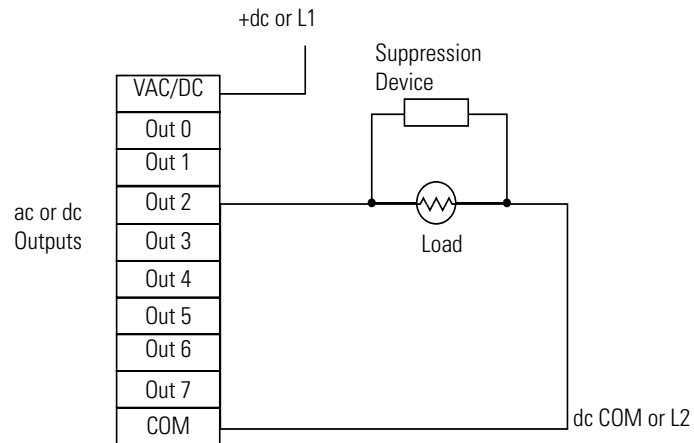 +dc or L1
Suppression
Device
VAC/DC
Out 0
Out 1
Out 2
Out 3
Out 4
Out 5
Out 6
Out 7
COM
ac or dc
Outputs
Load
dc COM or L2